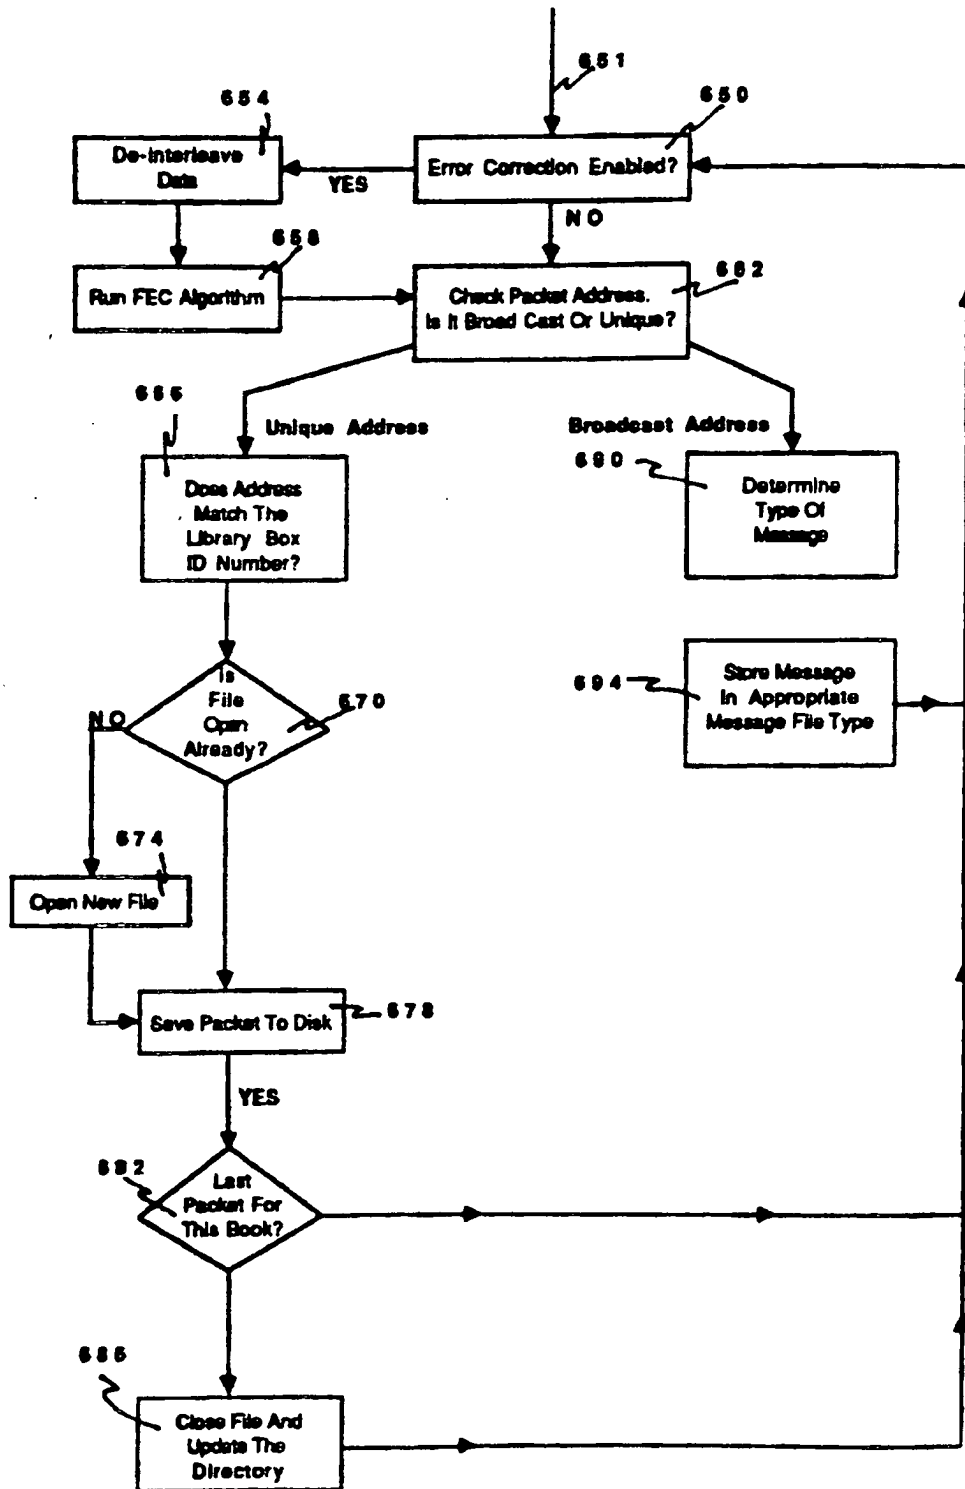 651
654
650
De-Interleave
Data
YES
Error Correction Enabled?
NO
658
Run FEC Algorithm
662
Check Packet Address.
Is It Broad Cast Or Unique?
666
Unique Address
Broadcast Address
690
Does Address
Match The
Library Box
ID Number?
Determine
Type Of
Message
Is
File
Open
Already?
NO
670
694
Store Message
In Appropriate
Message File Type
674
Open New File
Save Packet To Disk
678
YES
682
Last
Packet For
This Book?
686
Close File And
Update The
Directory